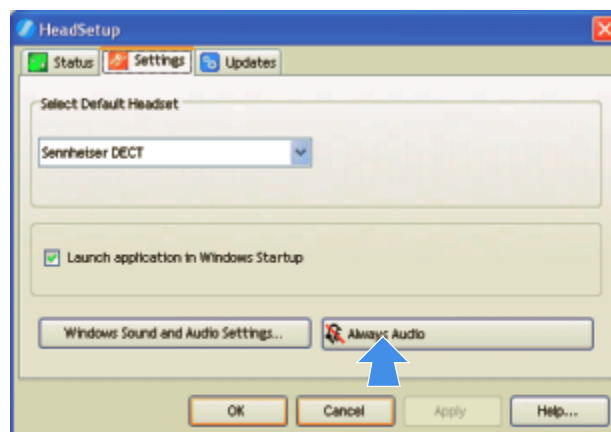 HeadSetup
Status Settings Updates
Select Default Headset
Sennheiser DECT
Launch application in Windows Startup
Windows Sound and Audio Settings... Always Audio
OK Cancel Apply Help...